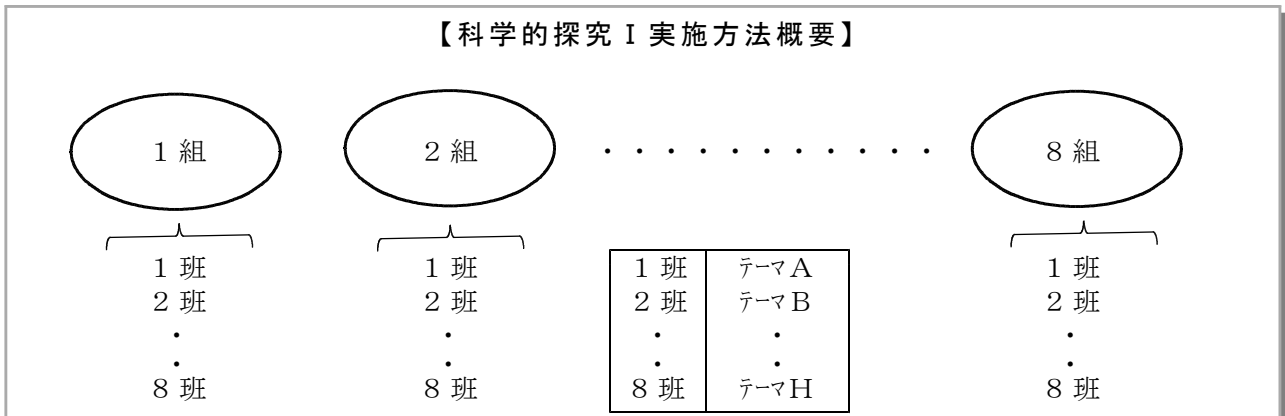 【科学的探究Ⅰ実施方法概要】
1組 2組 ・・・・・・・・・・・ 8組
1班 1班 1班 テーマA 1班
2班 2班 2班 テーマB 2班
・ ・ ・ ・ ・
・ ・ ・ ・ ・
8班 8班 8班 テーマH 8班